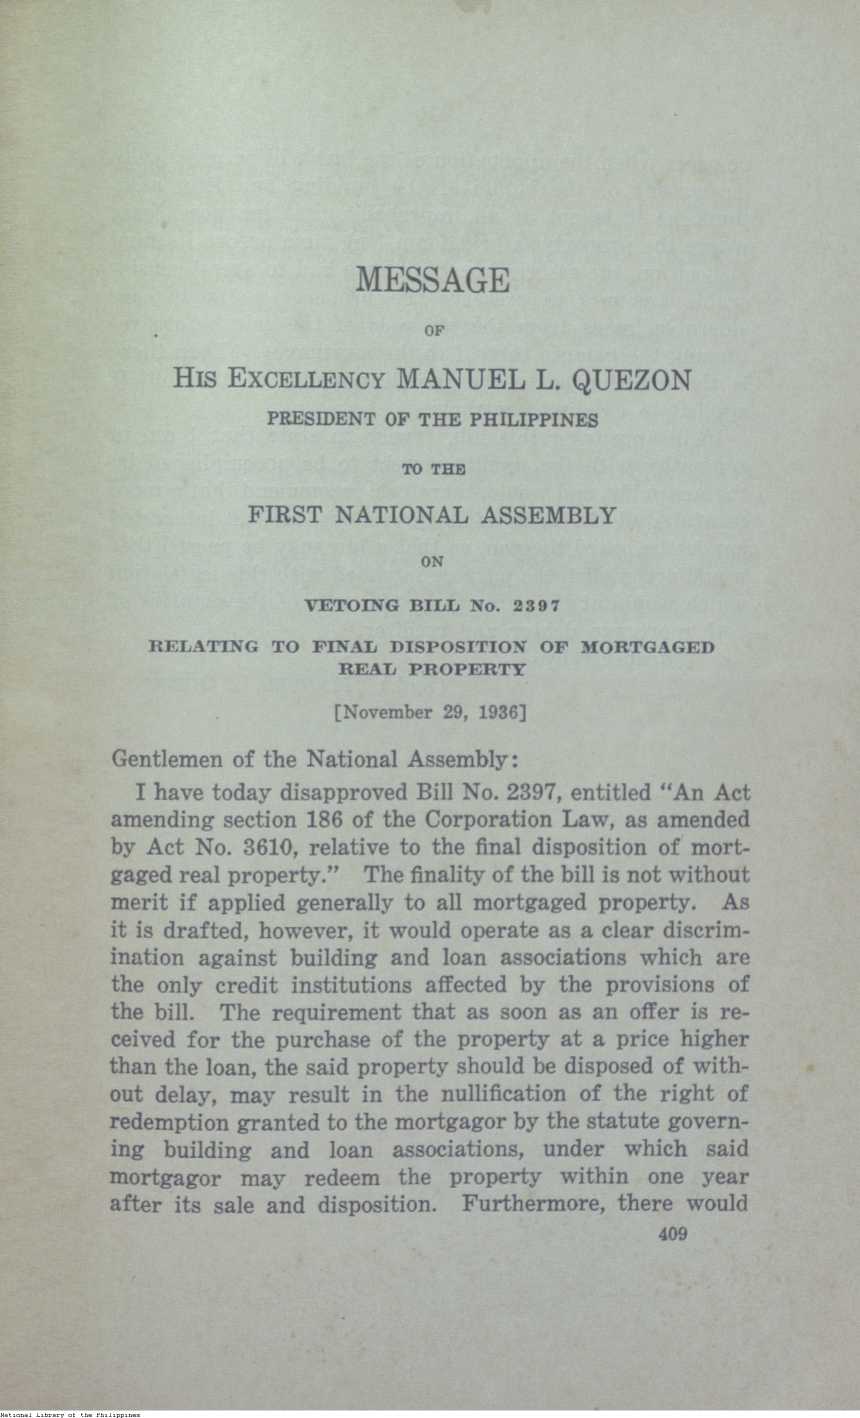 MESSAGE
OF
HIS EXCELLENCY MANUEL L. QUEZON
PRESIDENT OF THE PHILIPPINES
TO THE
FIRST NATIONAL ASSEMBLY
ON
VETOING BILL No. 2397
RELATING TO FINAL DISPOSITION OF MORTGAGED
REAL PROPERTY
[November 29, 1936]
Gentlemen of the National Assembly:
I have today disapproved Bill No. 2397, entitled “An Act
amending section 186 of the Corporation Law, as amended
by Act No. 3610, relative to the final disposition of mort-
gaged real property.” The finality of the bill is not without
merit if applied generally to all mortgaged property. As
it is drafted, however, it would operate as a clear discrim-
ination against building and loan associations which are
the only credit institutions affected by the provisions of
the bill. The requirement that as soon as an offer is re-
ceived for the purchase of the property at a price higher
than the loan, the said property should be disposed of with-
out delay, may result in the nullification of the right of
redemption granted to the mortgagor by the statute govern-
ing building and loan associations, under which said
mortgagor may redeem the property within one year
after its sale and disposition. Furthermore, there would
409
National Library of the Philippines